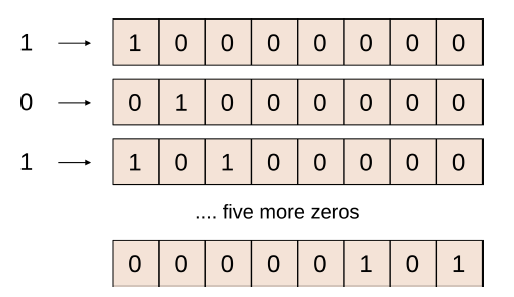 1 → 1 0 0 0 0 0 0 0
0 → 0 1 0 0 0 0 0 0
1 → 1 0 1 0 0 0 0 0
.... five more zeros
0 0 0 0 0 1 0 1